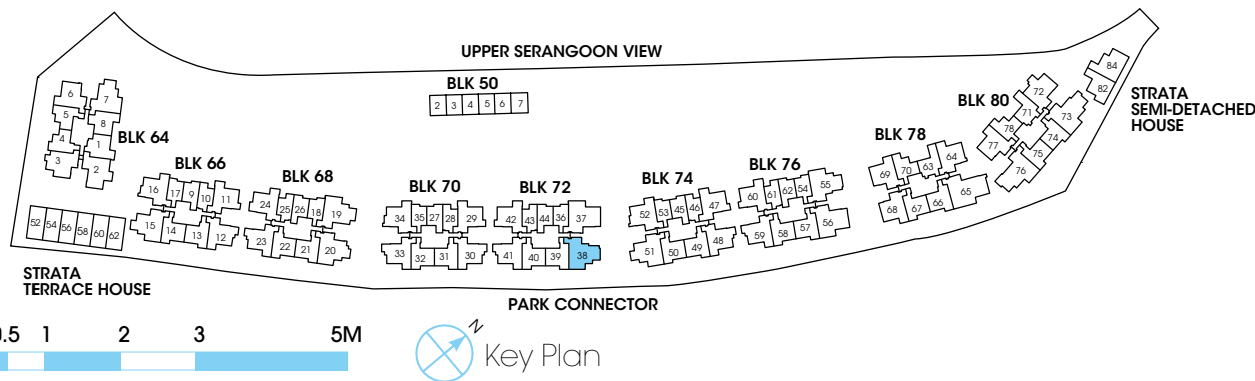 UPPER SERANGOON VIEW
BLK 50
2 3 4 5 6 7
84
82
STRATA
SEMI-DETACHED
HOUSE
BLK 80
72
71
73
78
74
77
75
76
6
7
5
8
BLK 64
4
1
3
2
BLK 78
69 70 63 64
68 67 66 65
BLK 66
16 17 9 10 11
15 14 13 12
BLK 68
24 25 26 18 19
23 22 21 20
BLK 70
34 35 27 28 29
33 32 31 30
BLK 72
42 43 44 36 37
41 40 39 38
BLK 74
52 53 45 46 47
51 50 49 48
BLK 76
60 61 62 54 55
59 58 57 56
52 54 56 58 60 62
STRATA
TERRACE HOUSE
PARK CONNECTOR
0.5 1 2 3 5M
N
Key Plan